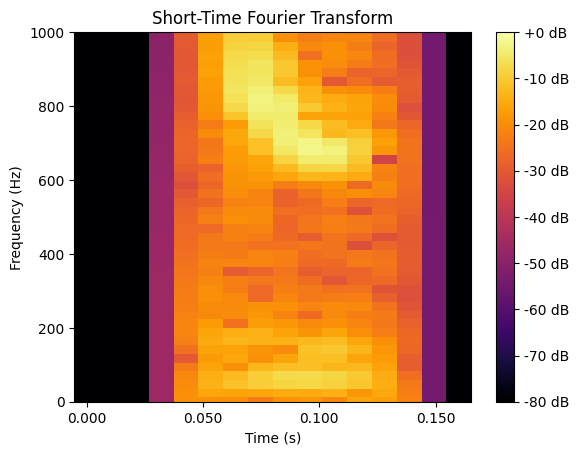 Short-Time Fourier Transform
1000
800
600
400
200
0
Frequency (Hz)
0.000
0.050
0.100
0.150
Time (s)
+0 dB
-10 dB
-20 dB
-30 dB
-40 dB
-50 dB
-60 dB
-70 dB
-80 dB